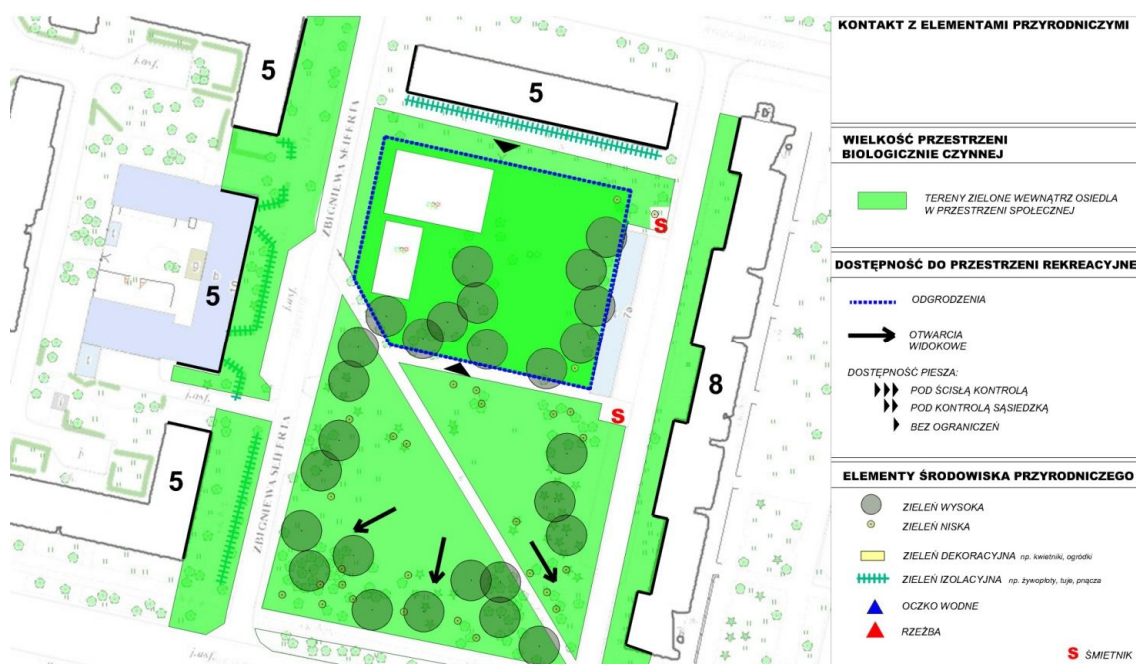 KONTAKT Z ELEMENTAMI PRZYRODNICZYMI
WIELKOŚĆ PRZESTRZENI
BIOLOGICZNIE CZYNNEJ
TERENY ZIELONE WEWNĄTRZ OSIEDLA
W PRZESTRZENI SPOŁECZNEJ
DOSTĘPNOŚĆ DO PRZESTRZENI REKREACYJNE
ODGRODZENIA
OTWARCIA
WIDOKOWE
DOSTĘPNOŚĆ PIESZA:
POD ŚCISŁĄ KONTROLĄ
POD KONTROLĄ SĄSIEDZKĄ
BEZ OGRANICZEŃ
ELEMENTY ŚRODOWISKA PRZYRODNICZEGO
ZIELEŃ WYSOKA
ZIELEŃ NISKA
ZIELEŃ DEKORACYJNA np. kwietniki, ogródki
ZIELEŃ IZOLACYJNA np. żywopłoty, tuje, pnącza
OCZKO WODNE
RZEŹBA
S ŚMIETNIK
5
5
5
5
8
S
S
ZBIGNIEWA SEIFERTA
ZBIGNIEWA SEIFERTA
7a